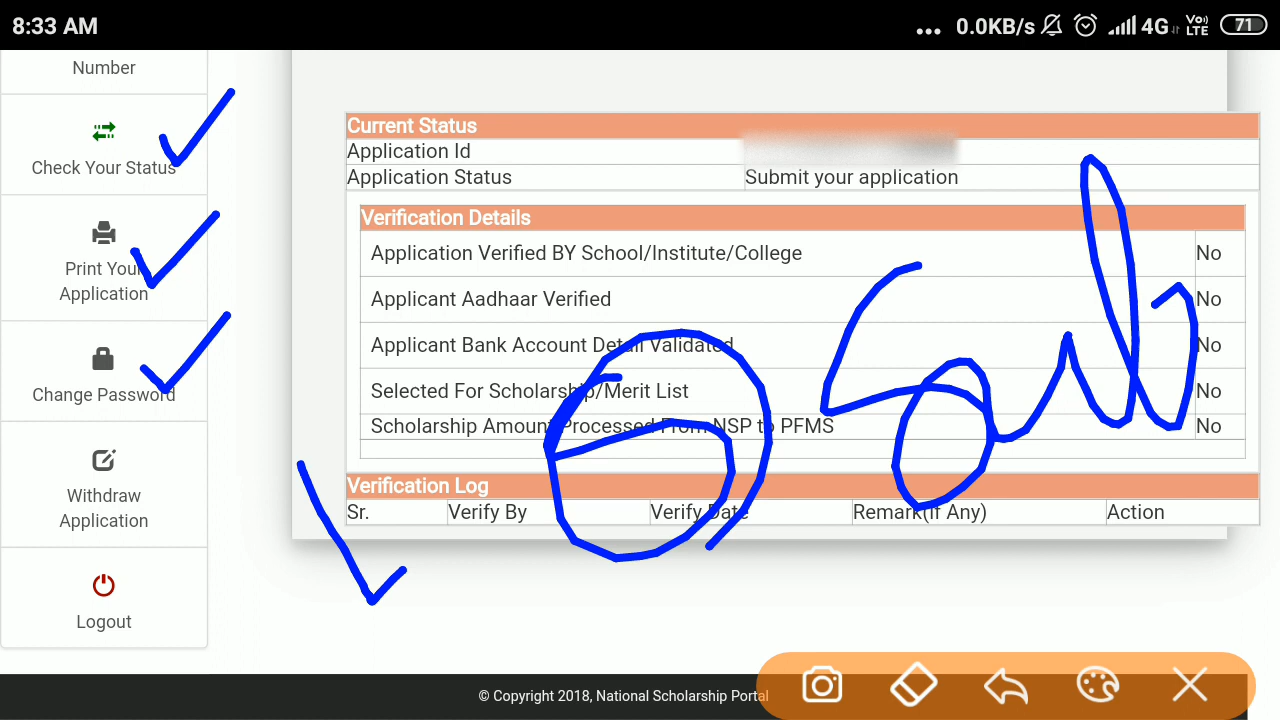 8:33 AM
... 0.0KB/s 4G Vo) LTE 71
Number
Check Your Status
Print Your
Application
Change Password
Withdraw
Application
Logout
Current Status
Application Id
Application Status Submit your application
Verification Details
Application Verified BY School/Institute/College No
Applicant Aadhaar Verified No
Applicant Bank Account Detail Validated No
Selected For Scholarship/Merit List No
Scholarship Amount Processed From NSP to PFMS No
Verification Log
Sr. Verify By Verify Date Remark(if Any) Action
© Copyright 2018, National Scholarship Portal